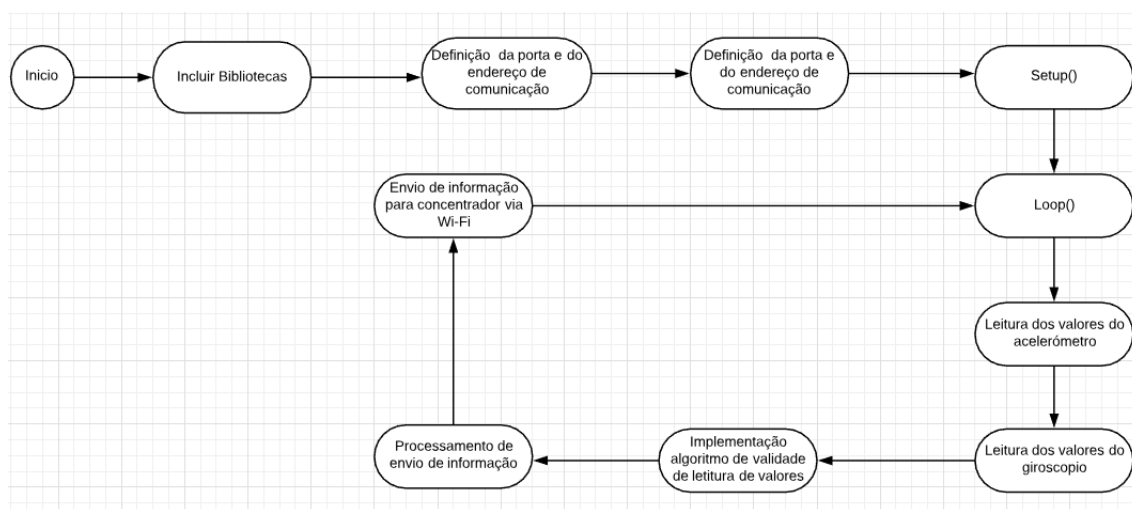 Inicio
Incluir Bibliotecas
Definição da porta e do
endereço de
comunicação
Definição da porta e
do endereço de
comunicação
Setup()
Loop()
Leitura dos valores do
acelerómetro
Leitura dos valores do
giroscopio
Implementação
algoritmo de validade
de letitura de valores
Processamento de
envio de informação
Envio de informação
para concentrador via
Wi-Fi